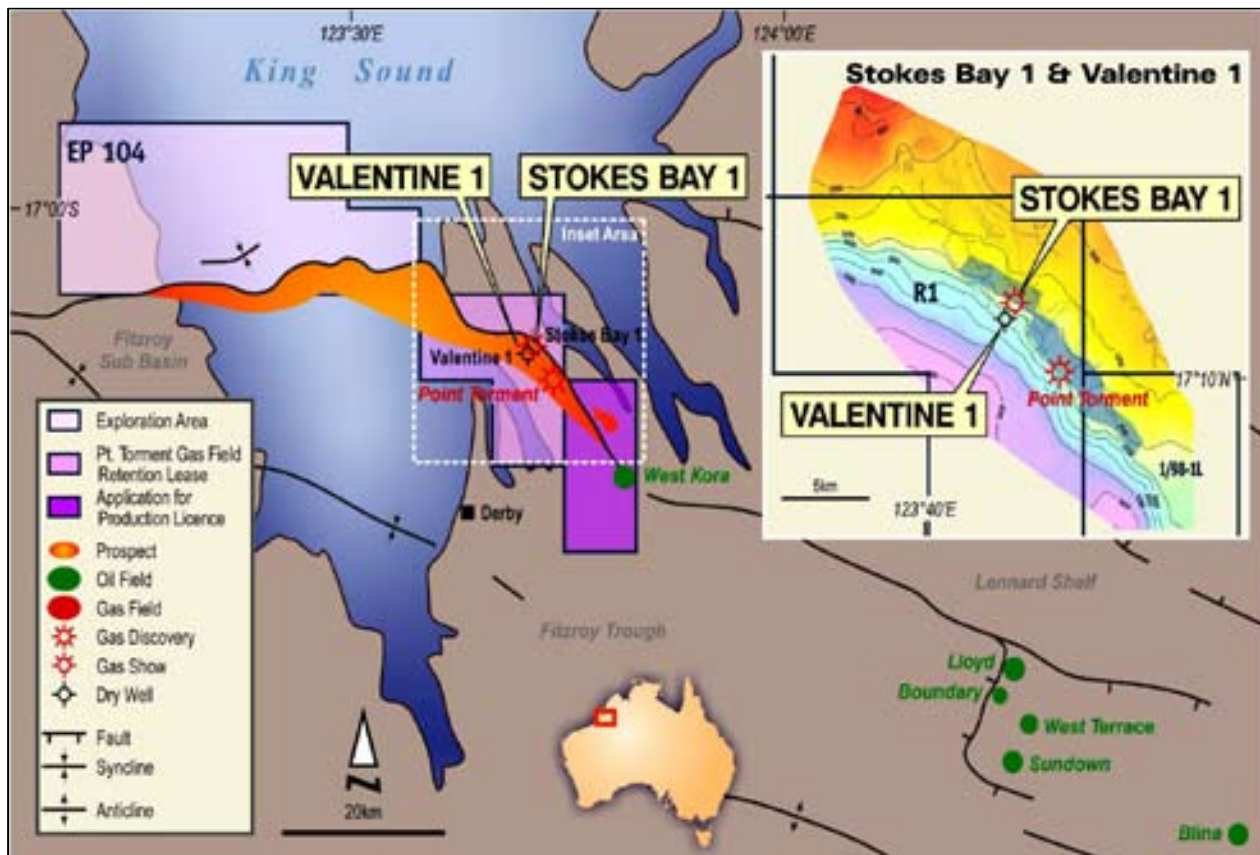 123°30'E
124°00'E
King Sound
EP 104
VALENTINE 1
STOKES BAY 1
17°00'S
Inset Area
Stokes Bay 1
Valentine 1
Point Torment
Fitzroy
Sub Basin
West Kora
Derby
Fitzroy Trough
Lennard Shelf
Lloyd
Boundary
West Terrace
Sundown
Blina
Stokes Bay 1 & Valentine 1
STOKES BAY 1
R1
VALENTINE 1
Point Torment
17°10'N
1/98-1L
5km
123°40'E
Exploration Area
Pt. Torment Gas Field
Retention Lease
Application for
Production Licence
Prospect
Oil Field
Gas Field
Gas Discovery
Gas Show
Dry Well
Fault
Syncline
Anticline
N
20km